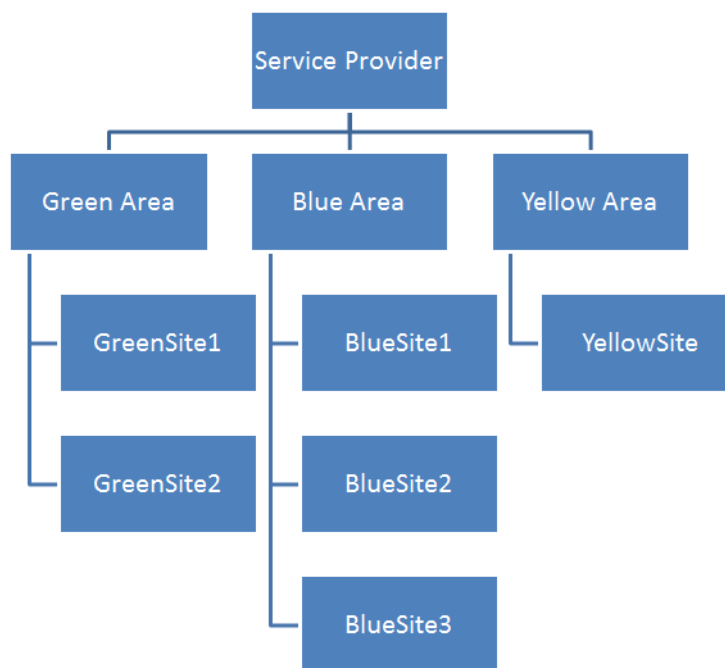 Service Provider
Green Area
Blue Area
Yellow Area
GreenSite1
BlueSite1
YellowSite
GreenSite2
BlueSite2
BlueSite3